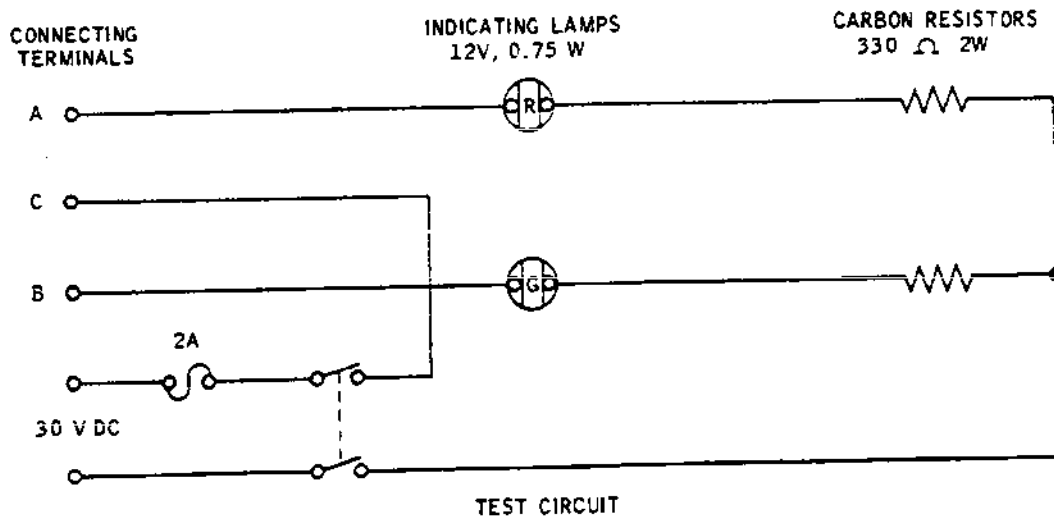 CONNECTING
TERMINALS
INDICATING LAMPS
12V, 0.75 W
CARBON RESISTORS
330 Ω 2W
A
R
C
B
G
2A
30 V DC
TEST CIRCUIT